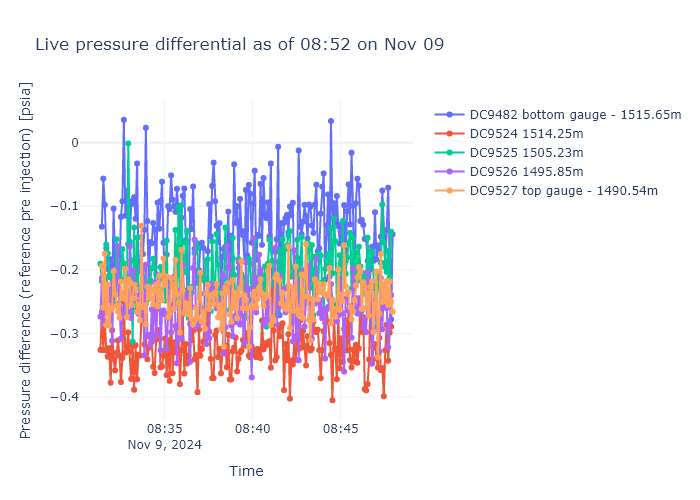 Live pressure differential as of 08:52 on Nov 09
Pressure difference (reference pre injection) [psia]
0
−0.1
−0.2
−0.3
−0.4
08:35
Nov 9, 2024
08:40
08:45
Time
DC9482 bottom gauge - 1515.65m
DC9524 1514.25m
DC9525 1505.23m
DC9526 1495.85m
DC9527 top gauge - 1490.54m